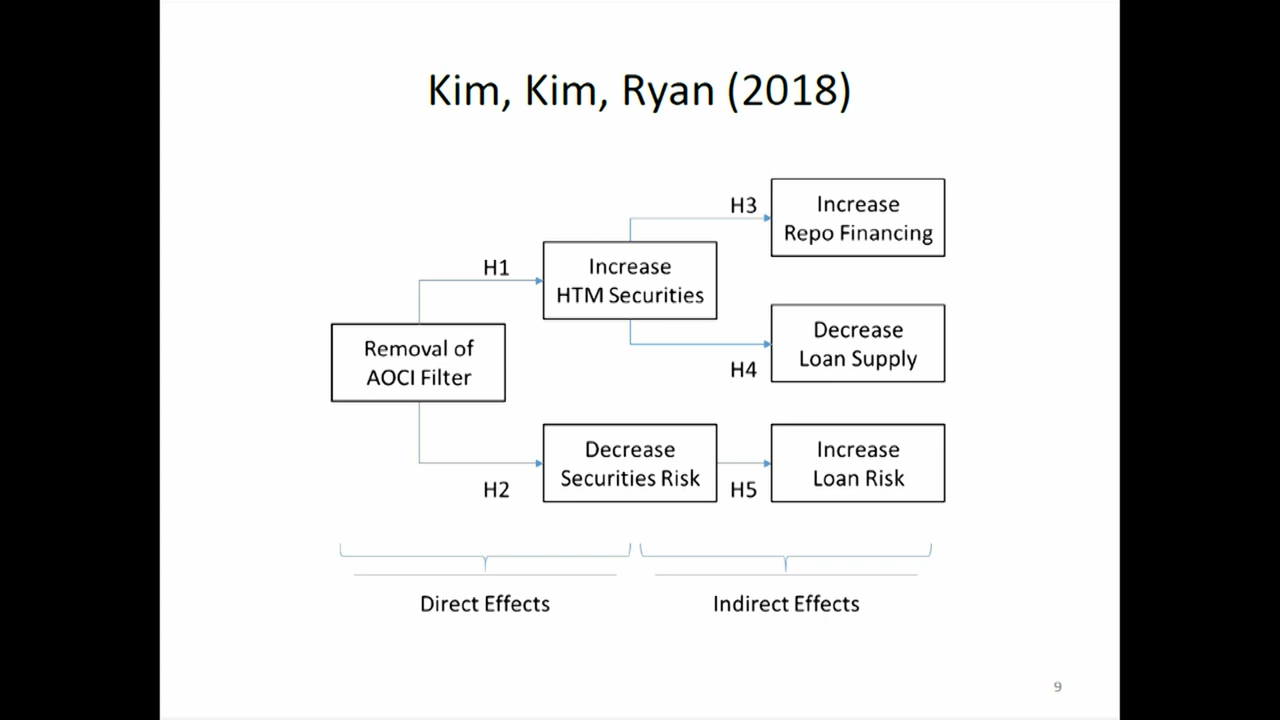 Kim, Kim, Ryan (2018)
H3
Increase
Repo Financing
H1
Increase
HTM Securities
Removal of
AOCI Filter
Decrease
Loan Supply
H4
Decrease
Securities Risk
Increase
Loan Risk
H2
H5
Direct Effects
Indirect Effects
9